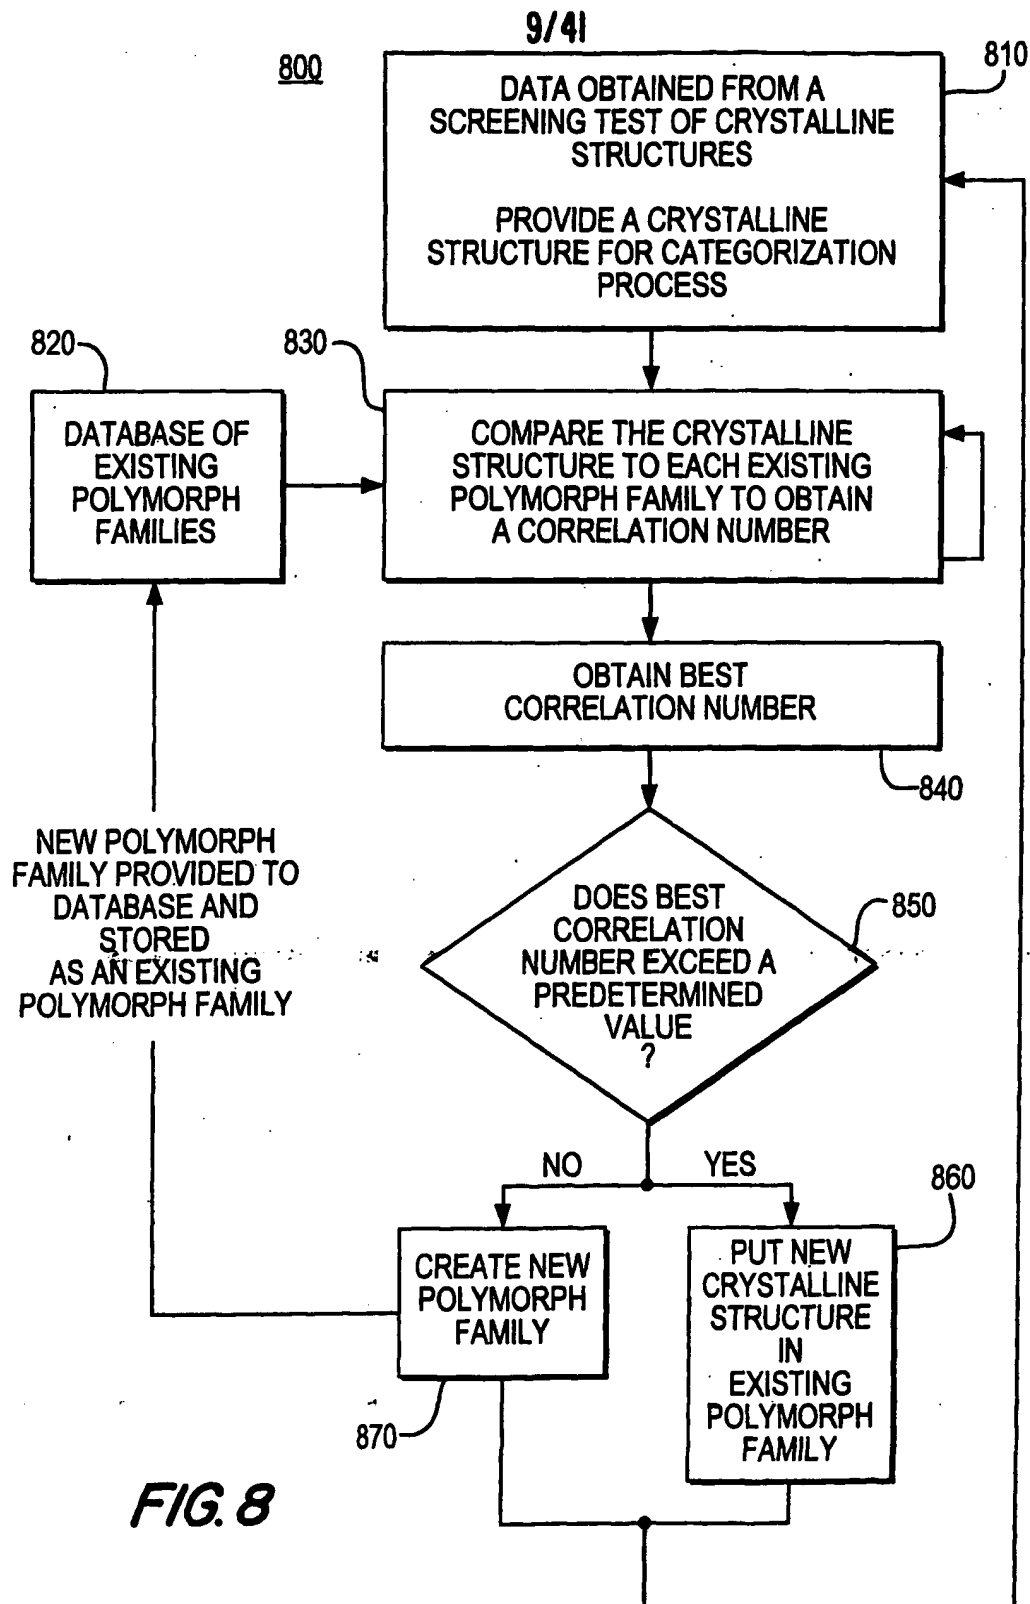 9/41
800
810
DATA OBTAINED FROM A
SCREENING TEST OF CRYSTALLINE
STRUCTURES
PROVIDE A CRYSTALLINE
STRUCTURE FOR CATEGORIZATION
PROCESS
820
830
DATABASE OF
EXISTING
POLYMORPH
FAMILIES
COMPARE THE CRYSTALLINE
STRUCTURE TO EACH EXISTING
POLYMORPH FAMILY TO OBTAIN
A CORRELATION NUMBER
OBTAIN BEST
CORRELATION NUMBER
840
NEW POLYMORPH
FAMILY PROVIDED TO
DATABASE AND
STORED
AS AN EXISTING
POLYMORPH FAMILY
DOES BEST
CORRELATION
NUMBER EXCEED A
PREDETERMINED
VALUE
?
850
NO
YES
860
CREATE NEW
POLYMORPH
FAMILY
870
PUT NEW
CRYSTALLINE
STRUCTURE
IN
EXISTING
POLYMORPH
FAMILY
FIG. 8